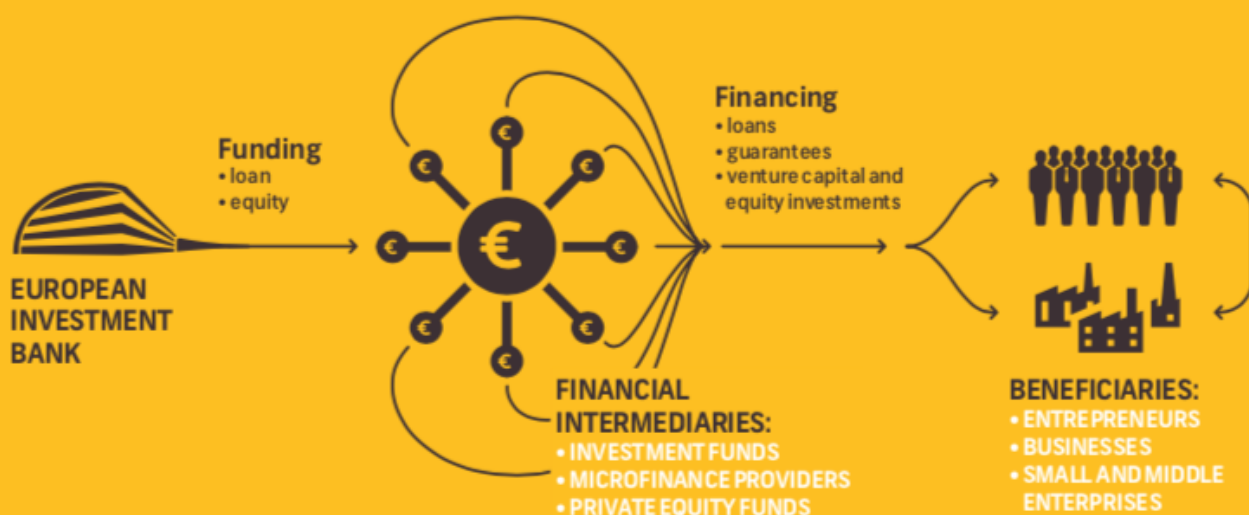 Funding
• loan
• equity
EUROPEAN
INVESTMENT
BANK
€
€
€
€
€
€
€
€
€
FINANCIAL
INTERMEDIARIES:
• INVESTMENT FUNDS
• MICROFINANCE PROVIDERS
• PRIVATE EQUITY FUNDS
Financing
• loans
• guarantees
• venture capital and
equity investments
BENEFICIARIES:
• ENTREPRENEURS
• BUSINESSES
• SMALL AND MIDDLE
ENTERPRISES